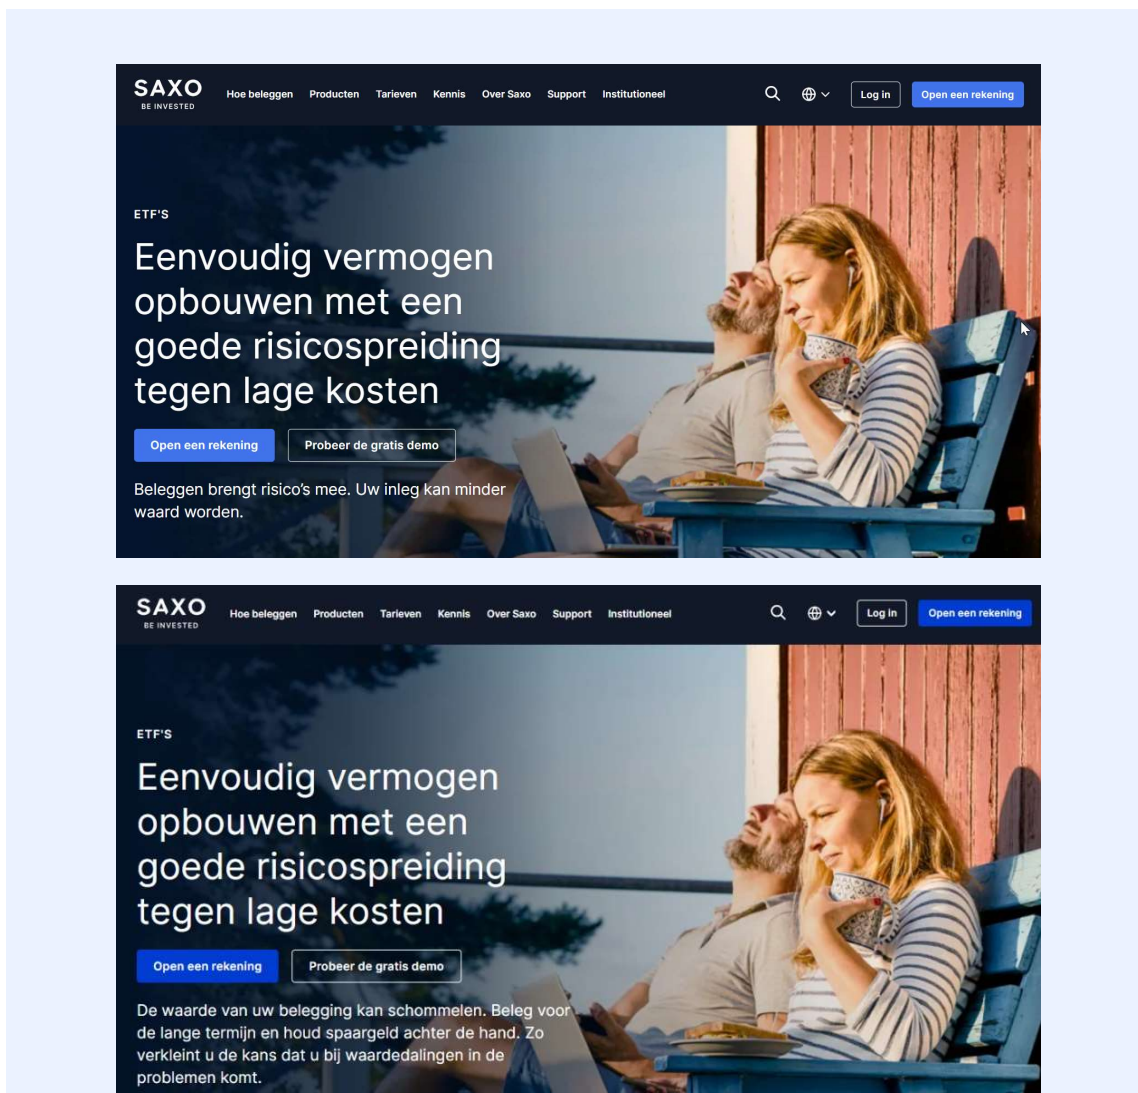 SAXO
BE INVESTED
Hoe beleggen Producten Tarieven Kennis Over Saxo Support Institutioneel Log in Open een rekening
ETF'S
Eenvoudig vermogen
opbouwen met een
goede risicospreiding
tegen lage kosten
Open een rekening Probeer de gratis demo
Beleggen brengt risico’s mee. Uw inleg kan minder
waard worden.
SAXO
BE INVESTED
Hoe beleggen Producten Tarieven Kennis Over Saxo Support Institutioneel Log in Open een rekening
ETF'S
Eenvoudig vermogen
opbouwen met een
goede risicospreiding
tegen lage kosten
Open een rekening Probeer de gratis demo
De waarde van uw belegging kan schommelen. Beleg voor
de lange termijn en houd spaargeld achter de hand. Zo
verkleint u de kans dat u bij waardedalingen in de
problemen komt.